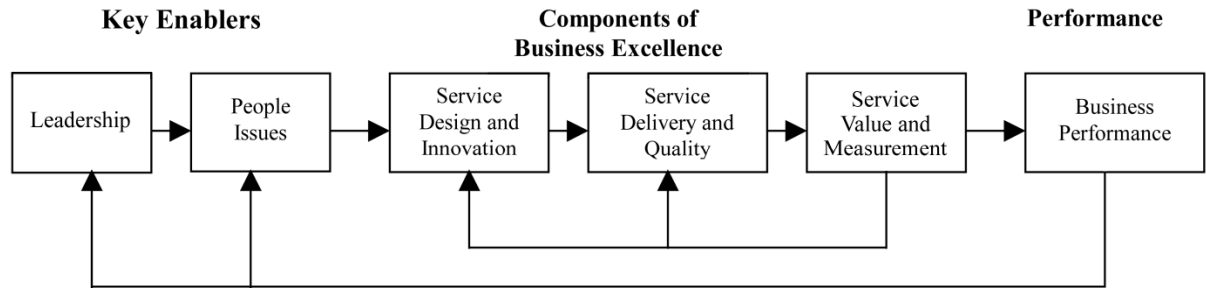 Key Enablers
Components of
Business Excellence
Performance
Leadership
People
Issues
Service
Design and
Innovation
Service
Delivery and
Quality
Service
Value and
Measurement
Business
Performance